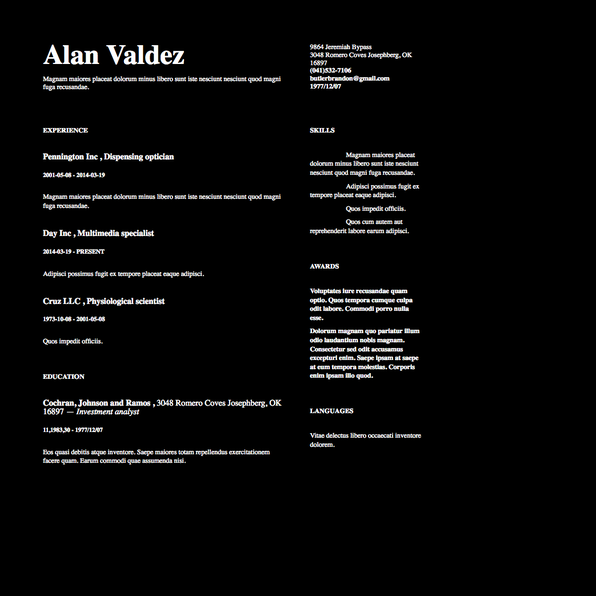 Alan Valdez
Magnam maiores placeat dolorum minus libero sunt iste nesciunt nesciunt quod magni
fuga recusandae.
9864 Jeremiah Bypass
3048 Romero Coves Josephberg, OK
16897
(041)532-7106
butlerbrandon@gmail.com
1977/12/07
EXPERIENCE
Pennington Inc , Dispensing optician
2001-05-08 - 2014-03-19
Magnam maiores placeat dolorum minus libero sunt iste nesciunt nesciunt quod magni
fuga recusandae.
Day Inc , Multimedia specialist
2014-03-19 - PRESENT
Adipisci possimus fugit ex tempore placeat eaque adipisci.
Cruz LLC , Physiological scientist
1973-10-08 - 2001-05-08
Quos impedit officiis.
EDUCATION
Cochran, Johnson and Ramos , 3048 Romero Coves Josephberg, OK
16897 — Investment analyst
11,1983,30 - 1977/12/07
Eos quasi debitis atque inventore. Saepe maiores totam repellendus exercitationem
facere quam. Earum commodi quae assumenda nisi.
SKILLS
Magnam maiores placeat
dolorum minus libero sunt iste nesciunt
nesciunt quod magni fuga recusandae.
Adipisci possimus fugit ex
tempore placeat eaque adipisci.
Quos impedit officiis.
Quos cum autem aut
reprehenderit labore earum adipisci.
AWARDS
Voluptates iure recusandae quam
optio. Quos tempora cumque culpa
odit labore. Commodi porro nulla
esse.
Dolorum magnam quo pariatur illum
odio laudantium nobis magnam.
Consectetur sed odit accusamus
excepturi enim. Saepe ipsam at saepe
at eum tempora molestias. Corporis
enim ipsam illo quod.
LANGUAGES
Vitae delectus libero occaecati inventore
dolorem.